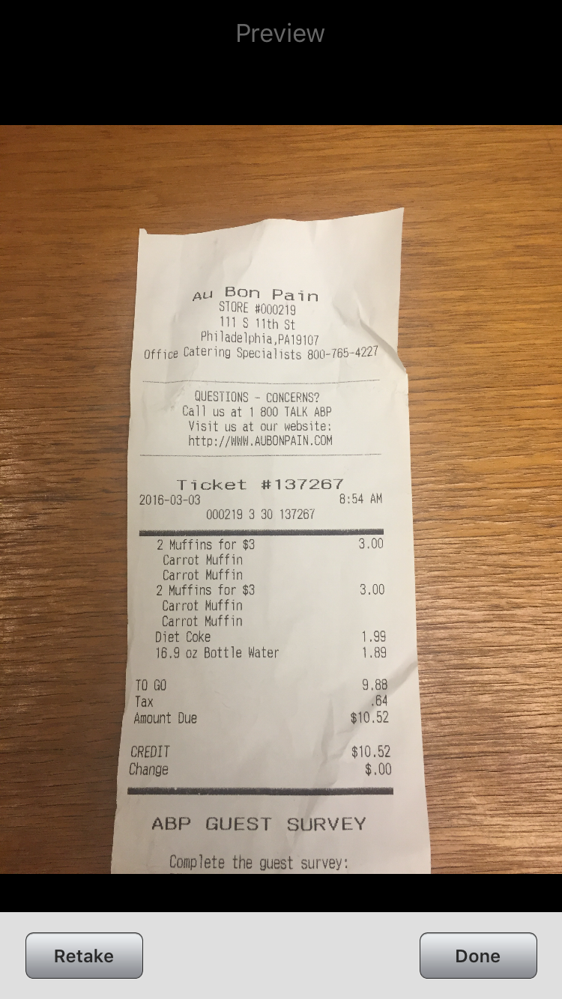 Preview
Au Bon Pain
STORE #000219
111 S 11th St
Philadelphia,PA19107
Office Catering Specialists 800-765-4227
QUESTIONS - CONCERNS?
Call us at 1 800 TALK ABP
Visit us at our website:
http://WWW.AUBONPAIN.COM
Ticket #137267
2016-03-03 8:54 AM
000219 3 30 137267
2 Muffins for $3 3.00
Carrot Muffin
Carrot Muffin
2 Muffins for $3 3.00
Carrot Muffin
Carrot Muffin
Diet Coke 1.99
16.9 oz Bottle Water 1.89
TO GO 9.88
Tax .64
Amount Due $10.52
CREDIT $10.52
Change $.00
ABP GUEST SURVEY
Complete the guest survey:
Retake Done